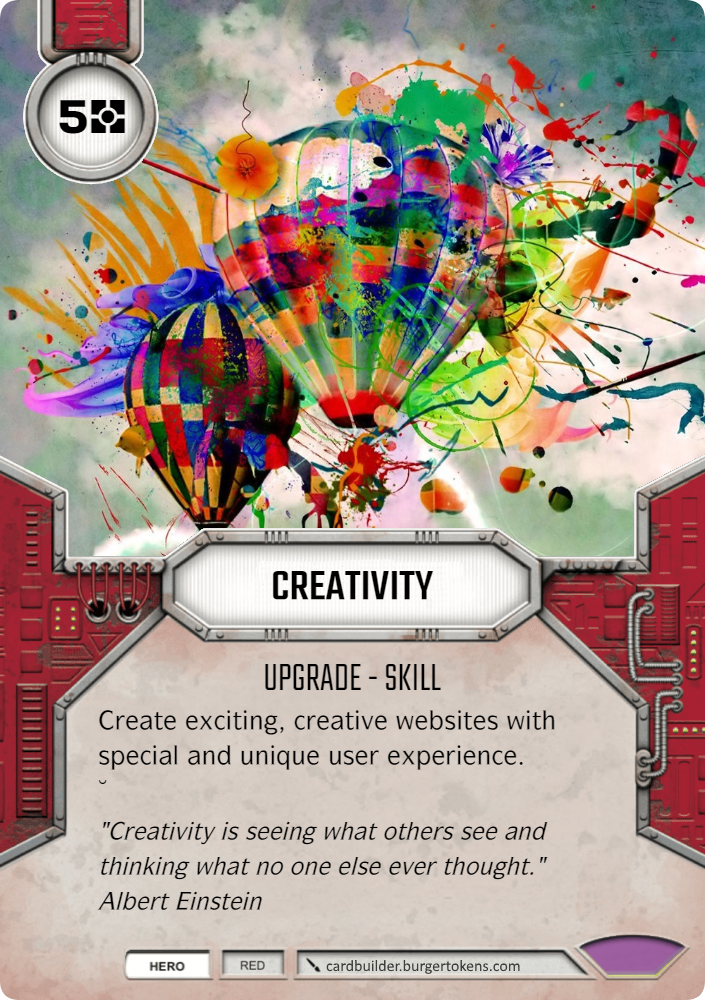 5
CREATIVITY
UPGRADE - SKILL
Create exciting, creative websites with
special and unique user experience.
˘
"Creativity is seeing what others see and
thinking what no one else ever thought."
Albert Einstein
HERO RED cardbuilder.burgertokens.com